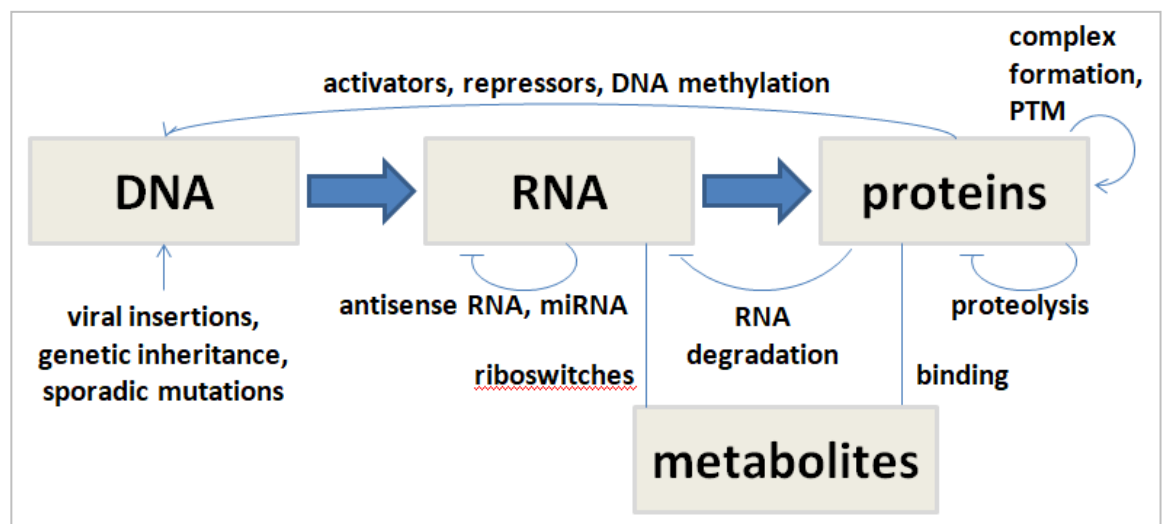 complex
formation,
PTM
activators, repressors, DNA methylation
DNA
RNA
proteins
antisense RNA, miRNA
proteolysis
viral insertions,
genetic inheritance,
sporadic mutations
RNA
degradation
riboswitches
binding
metabolites